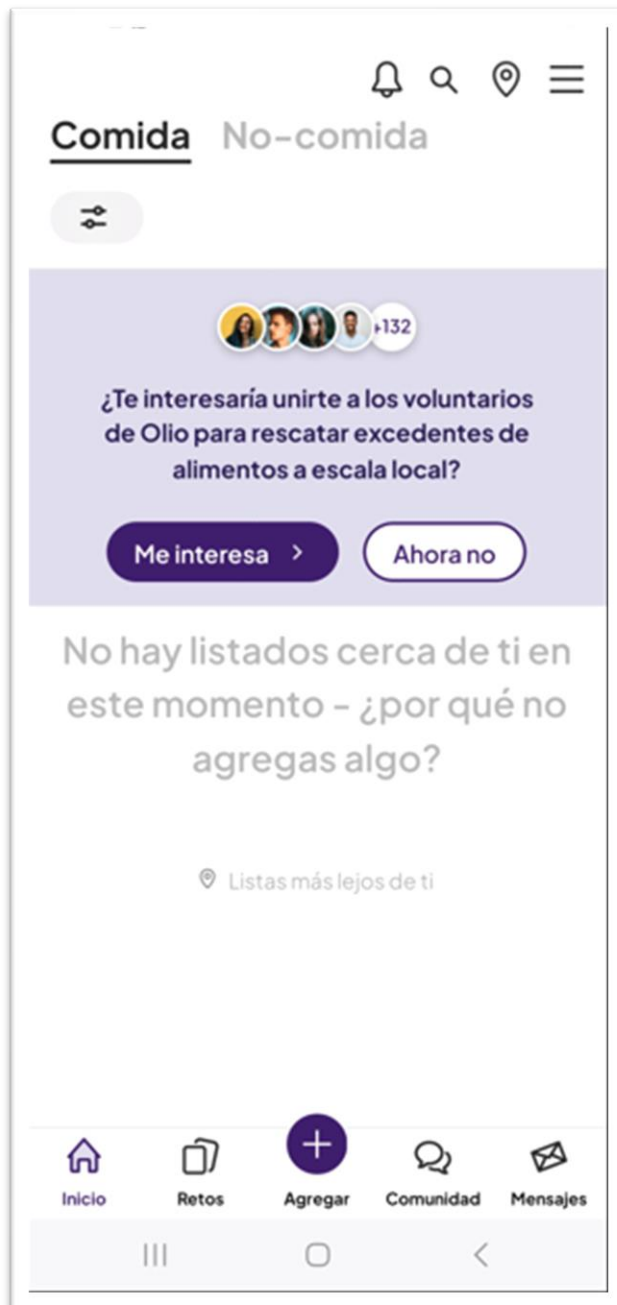 Comida No-comida
+132
¿Te interesaría unirte a los voluntarios
de Olio para rescatar excedentes de
alimentos a escala local?
Me interesa Ahora no
No hay listados cerca de ti en
este momento - ¿por qué no
agregas algo?
Listas más lejos de ti
Inicio Retos Agregar Comunidad Mensajes